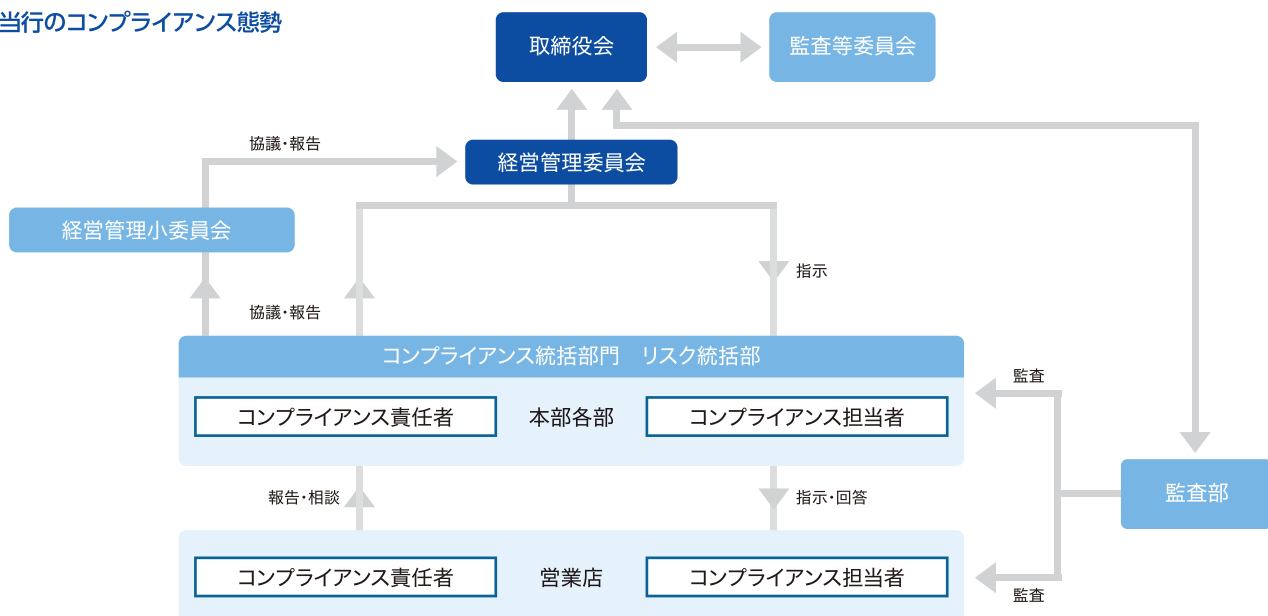 当行のコンプライアンス態勢
取締役会
監査等委員会
協議・報告
経営管理委員会
経営管理小委員会
指示
協議・報告
コンプライアンス統括部門　リスク統括部
監査
コンプライアンス責任者
本部各部
コンプライアンス担当者
監査部
報告・相談
指示・回答
コンプライアンス責任者
営業店
コンプライアンス担当者
監査